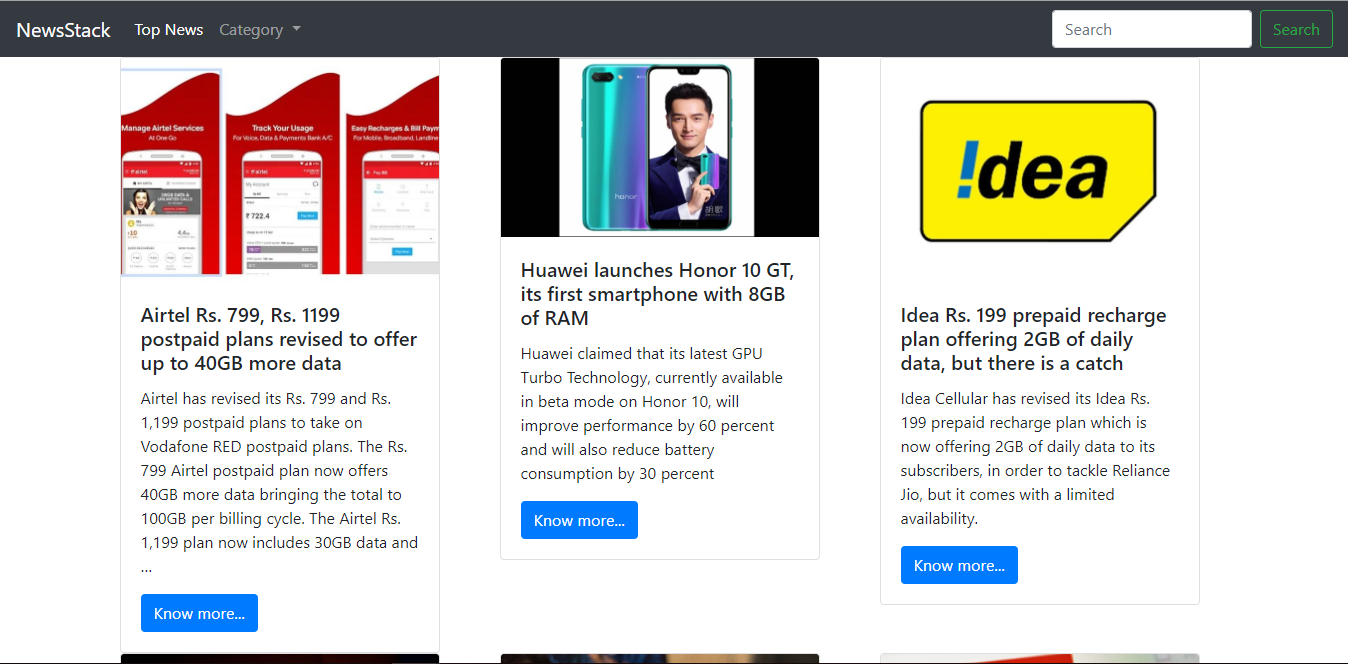 NewsStack Top News Category Search Search
Manage Airtel Services
At One Go
Track Your Usage
For Voice, Data & Payments Bank A/C
Easy Recharges & Bill Paym
For Mobile, Broadband, Landline
airtel
My Account
₹ 722.4
honor
胡歌
!dea
Airtel Rs. 799, Rs. 1199
postpaid plans revised to offer
up to 40GB more data
Airtel has revised its Rs. 799 and Rs.
1,199 postpaid plans to take on
Vodafone RED postpaid plans. The Rs.
799 Airtel postpaid plan now offers
40GB more data bringing the total to
100GB per billing cycle. The Airtel Rs.
1,199 plan now includes 30GB data and
...
Know more...
Huawei launches Honor 10 GT,
its first smartphone with 8GB
of RAM
Huawei claimed that its latest GPU
Turbo Technology, currently available
in beta mode on Honor 10, will
improve performance by 60 percent
and will also reduce battery
consumption by 30 percent
Know more...
Idea Rs. 199 prepaid recharge
plan offering 2GB of daily
data, but there is a catch
Idea Cellular has revised its Idea Rs.
199 prepaid recharge plan which is
now offering 2GB of daily data to its
subscribers, in order to tackle Reliance
Jio, but it comes with a limited
availability.
Know more...